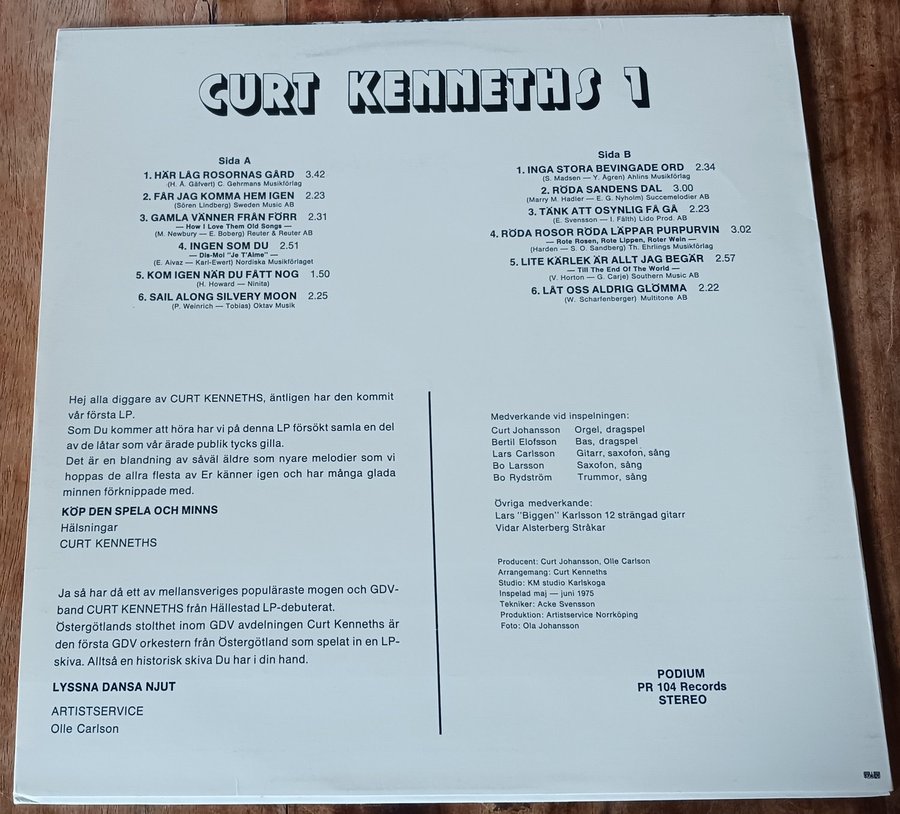 CURT KENNETHS 1
Sida A
1. HÄR LÅG ROSORNAS GÅRD 3.42
(H. Å. Gäfvert) C. Gehrmans Musikförlag
2. FÅR JAG KOMMA HEM IGEN 2.23
(Sören Lindberg) Sweden Music AB
3. GAMLA VÄNNER FRÅN FÖRR 2.31
— How I Love Them Old Songs —
(M. Newbury — E. Boberg) Reuter & Reuter AB
4. INGEN SOM DU 2.51
— Dis-Moi "Je T'Aime" —
(E. Aivaz — Karl-Ewert) Nordiska Musikförlaget
5. KOM IGEN NÄR DU FÅTT NOG 1.50
(H. Howard — Ninita)
6. SAIL ALONG SILVERY MOON 2.25
(P. Weinrich — Tobias) Oktav Musik
Sida B
1. INGA STORA BEVINGADE ORD 2.34
(S. Madsen — Y. Ågren) Ahlins Musikförlag
2. RÖDA SANDENS DAL 3.00
(Marry M. Hadler — E. G. Nyholm) Succemelodier AB
3. TÄNK ATT OSYNLIG FÅ GÅ 2.23
(E. Svensson — I. Fälth) Lido Prod. AB
4. RÖDA ROSOR RÖDA LÄPPAR PURPURVIN 3.02
— Rote Rosen, Rote Lippen, Roter Wein —
(Harden — S. O. Sandberg) Th. Ehrlings Musikförlag
5. LITE KÄRLEK ÄR ALLT JAG BEGÄR 2.57
— Till The End Of The World —
(V. Horton — G. Carje) Southern Music AB
6. LÅT OSS ALDRIG GLÖMMA 2.22
(W. Scharfenberger) Multitone AB
Hej alla diggare av CURT KENNETHS, äntligen har den kommit
vår första LP.
Som Du kommer att höra har vi på denna LP försökt samla en del
av de låtar som vår ärade publik tycks gilla.
Det är en blandning av såväl äldre som nyare melodier som vi
hoppas de allra flesta av Er känner igen och har många glada
minnen förknippade med.
KÖP DEN SPELA OCH MINNS
Hälsningar
CURT KENNETHS
Ja så har då ett av mellansveriges populäraste mogen och GDV-
band CURT KENNETHS från Hällestad LP-debuterat.
Östergötlands stolthet inom GDV avdelningen Curt Kenneths är
den första GDV orkestern från Östergötland som spelat in en LP-
skiva. Alltså en historisk skiva Du har i din hand.
LYSSNA DANSA NJUT
ARTISTSERVICE
Olle Carlson
Medverkande vid inspelningen:
Curt Johansson Orgel, dragspel
Bertil Elofsson Bas, dragspel
Lars Carlsson Gitarr, saxofon, sång
Bo Larsson Saxofon, sång
Bo Rydström Trummor, sång
Övriga medverkande:
Lars "Biggen" Karlsson 12 strängad gitarr
Vidar Alsterberg Stråkar
Producent: Curt Johansson, Olle Carlson
Arrangemang: Curt Kenneths
Studio: KM studio Karlskoga
Inspelad maj — juni 1975
Tekniker: Acke Svensson
Produktion: Artistservice Norrköping
Foto: Ola Johansson
PODIUM
PR 104 Records
STEREO